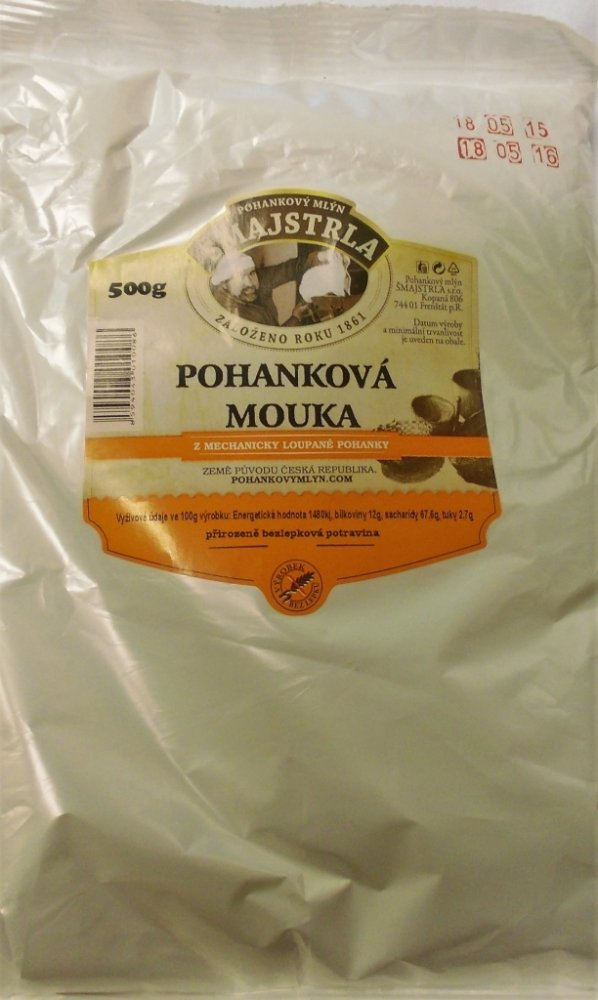 18 05 15
18 05 16
POHANKOVÝ MLÝN
ŠMAJSTRLA
ZALOŽENO ROKU 1861
500g
Pohankový mlýn
ŠMAJSTRLA s.r.o.
Kopaná 806
744 01 Frenštát p.R.
Datum výroby
a minimální trvanlivost
je uveden na obale.
POHANKOVÁ
MOUKA
Z MECHANICKY LOUPANÉ POHANKY
ZEMĚ PŮVODU ČESKÁ REPUBLIKA.
POHANKOVYMLYN.COM
Výživové údaje ve 100g výrobku: Energetická hodnota 1480kj, bílkoviny 12g, sacharidy 67,6g, tuky 2,7g
přirozeně bezlepková potravina
VÝROBEK
BEZ LEPKU